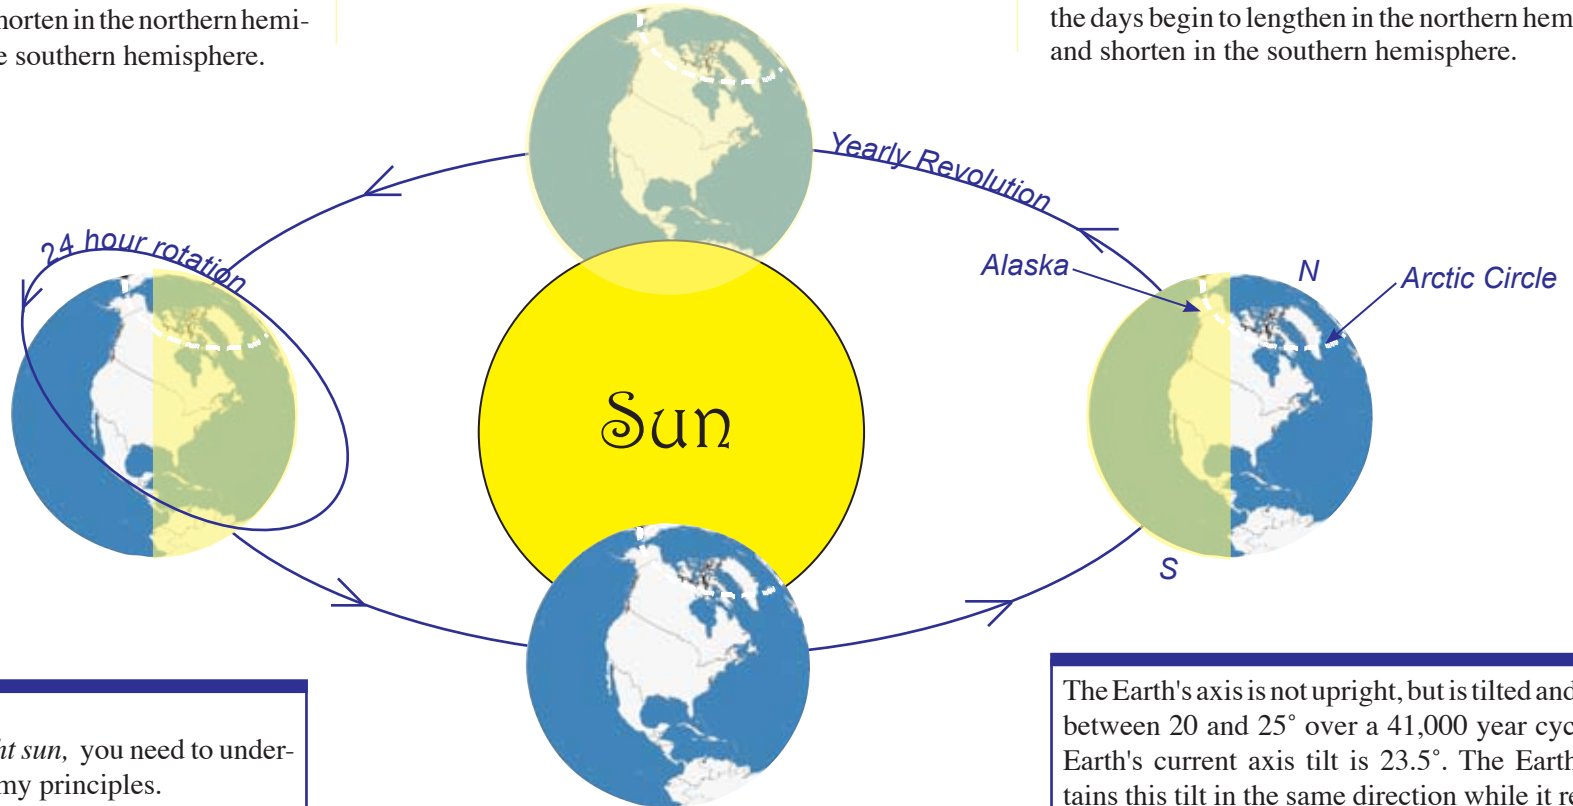 horten in the northern hemi-
e southern hemisphere.
the days begin to lengthen in the northern hem
and shorten in the southern hemisphere.
Yearly Revolution
24 hour rotation
Alaska
N
Arctic Circle
Sun
S
ht sun, you need to under-
my principles.
The Earth's axis is not upright, but is tilted and
between 20 and 25° over a 41,000 year cyc
Earth's current axis tilt is 23.5°. The Earth
tains this tilt in the same direction while it re